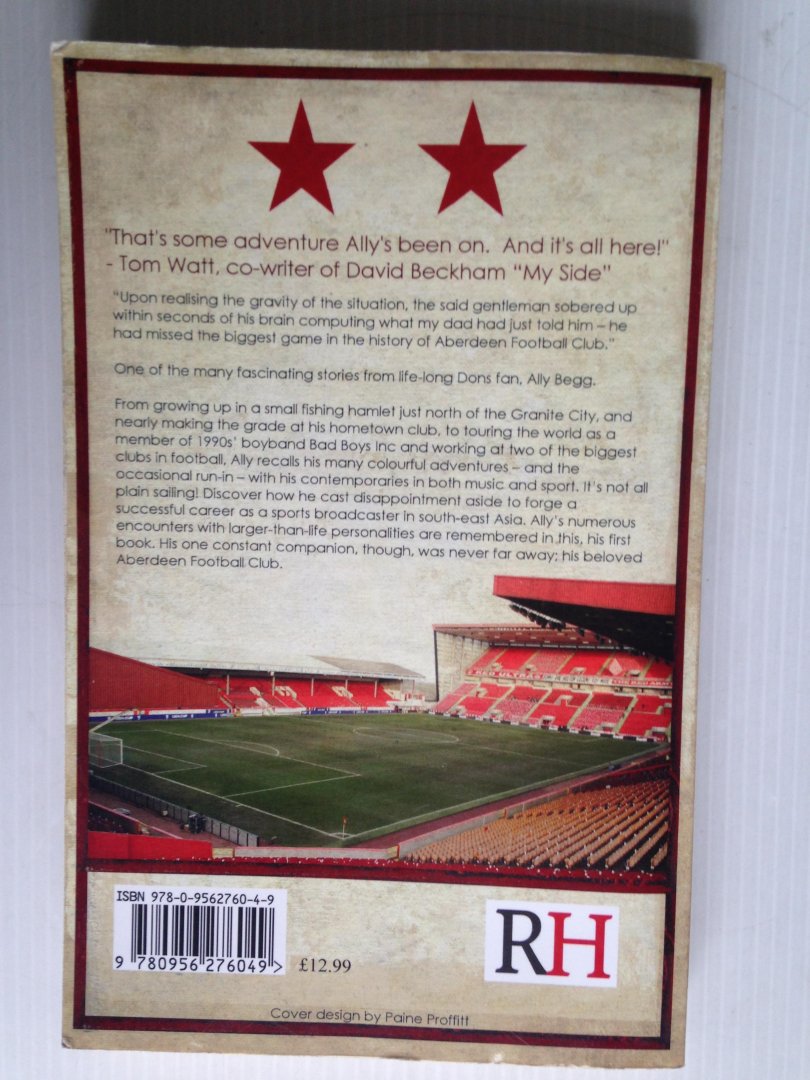 "That's some adventure Ally's been on. And it's all here!"
- Tom Watt, co-writer of David Beckham “My Side”
“Upon realising the gravity of the situation, the said gentleman sobered up
within seconds of his brain computing what my dad had just told him – he
had missed the biggest game in the history of Aberdeen Football Club.”
One of the many fascinating stories from life-long Dons fan, Ally Begg.
From growing up in a small fishing hamlet just north of the Granite City, and
nearly making the grade at his hometown club, to touring the world as a
member of 1990s’ boyband Bad Boys Inc and working at two of the biggest
clubs in football, Ally recalls his many colourful adventures – and the
occasional run-in – with his contemporaries in both music and sport. It’s not all
plain sailing! Discover how he cast disappointment aside to forge a
successful career as a sports broadcaster in south-east Asia. Ally’s numerous
encounters with larger-than-life personalities are remembered in this, his first
book. His one constant companion, though, was never far away; his beloved
Aberdeen Football Club.
RED ULTRAS
ISBN 978-0-9562760-4-9
9 780956 276049 >
£12.99
RH
Cover design by Paine Proffitt